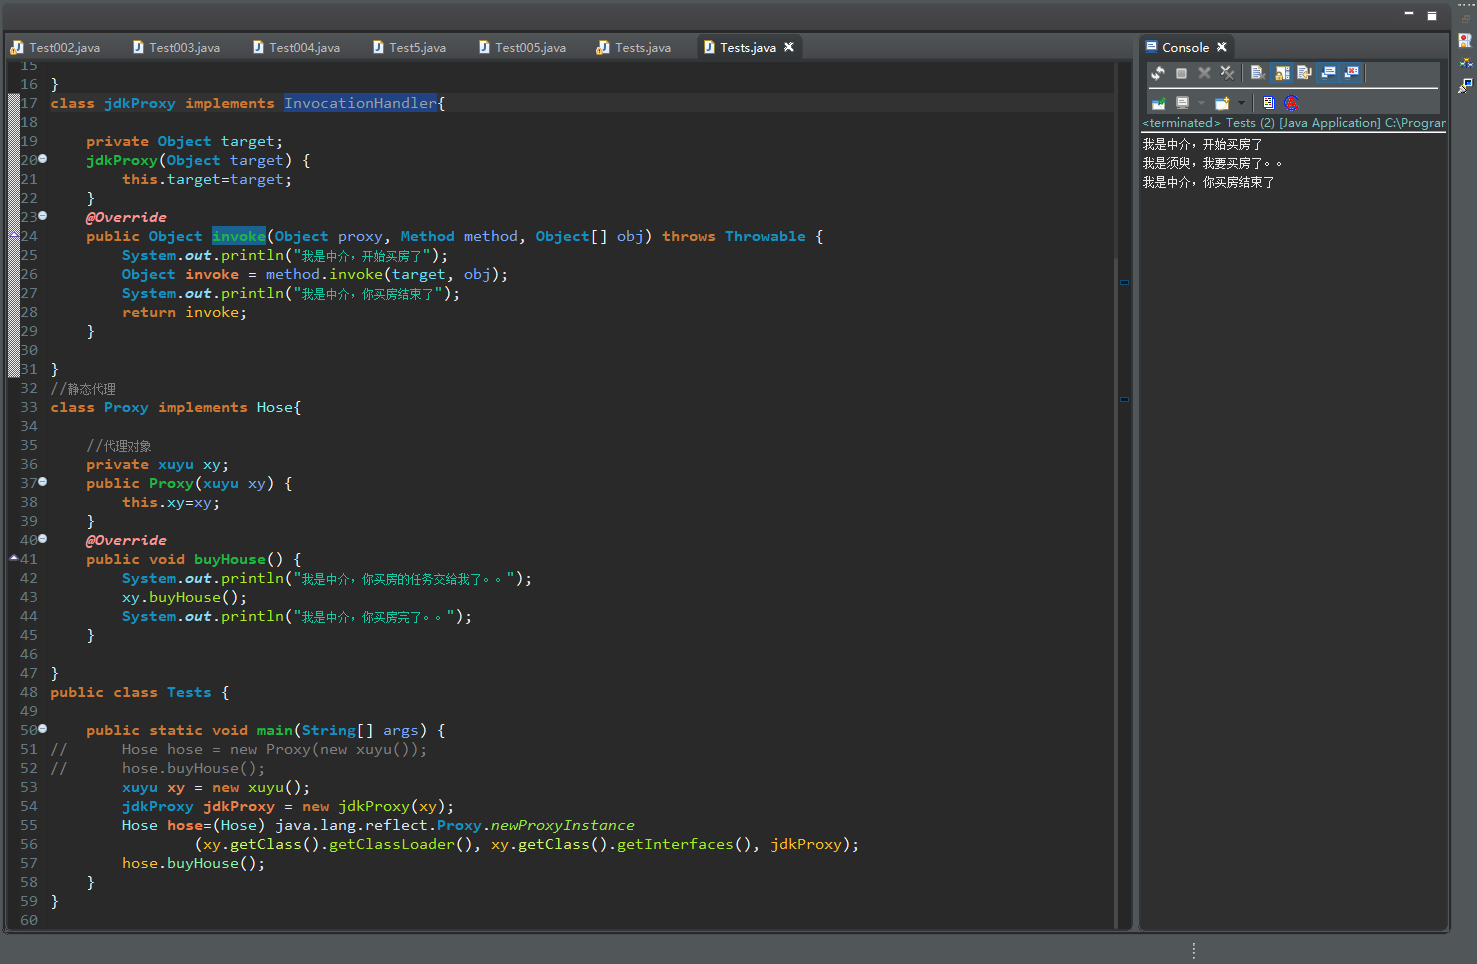 Test002.java Test003.java Test004.java Test5.java Test005.java Tests.java Tests.java
15
16 }
17 class jdkProxy implements InvocationHandler{
18
19     private Object target;
20     jdkProxy(Object target) {
21         this.target=target;
22     }
23     @Override
24     public Object invoke(Object proxy, Method method, Object[] obj) throws Throwable {
25         System.out.println("我是中介，开始买房了");
26         Object invoke = method.invoke(target, obj);
27         System.out.println("我是中介，你买房结束了");
28         return invoke;
29     }
30
31 }
32 //静态代理
33 class Proxy implements Hose{
34
35     //代理对象
36     private xuyu xy;
37     public Proxy(xuyu xy) {
38         this.xy=xy;
39     }
40     @Override
41     public void buyHouse() {
42         System.out.println("我是中介，你买房的任务交给我了。。");
43         xy.buyHouse();
44         System.out.println("我是中介，你买房完了。。");
45     }
46
47 }
48 public class Tests {
49
50     public static void main(String[] args) {
51 //      Hose hose = new Proxy(new xuyu());
52 //      hose.buyHouse();
53         xuyu xy = new xuyu();
54         jdkProxy jdkProxy = new jdkProxy(xy);
55         Hose hose=(Hose) java.lang.reflect.Proxy.newProxyInstance
56                 (xy.getClass().getClassLoader(), xy.getClass().getInterfaces(), jdkProxy);
57         hose.buyHouse();
58     }
59 }
60
Console
<terminated> Tests (2) [Java Application] C:\Progran
我是中介，开始买房了
我是须臾，我要买房了。。
我是中介，你买房结束了